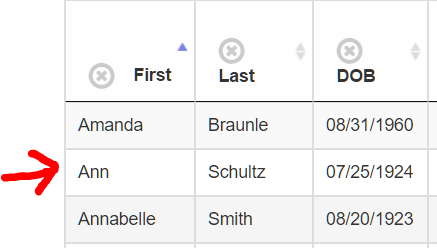 First Last DOB
Amanda Braunle 08/31/1960
Ann Schultz 07/25/1924
Annabelle Smith 08/20/1923